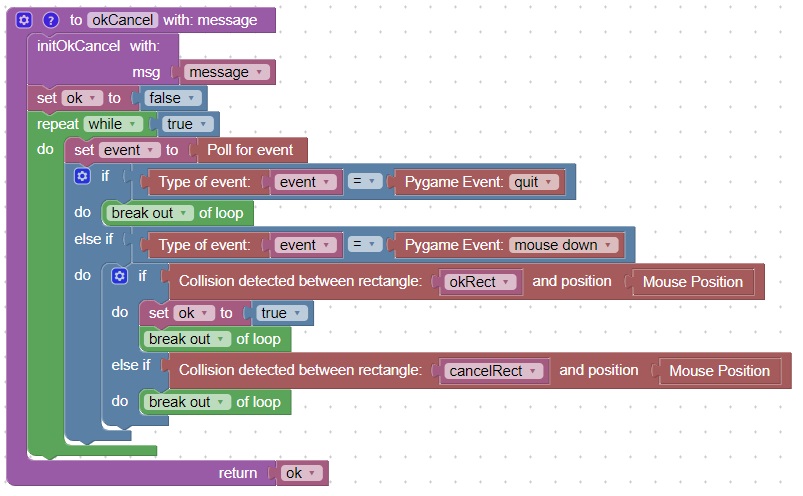 ? to okCancel with: message
initOkCancel with:
msg message
set ok to false
repeat while true
do set event to Poll for event
if Type of event: event = Pygame Event: quit
do break out of loop
else if Type of event: event = Pygame Event: mouse down
do if Collision detected between rectangle: okRect and position Mouse Position
do set ok to true
break out of loop
else if Collision detected between rectangle: cancelRect and position Mouse Position
do break out of loop
return ok